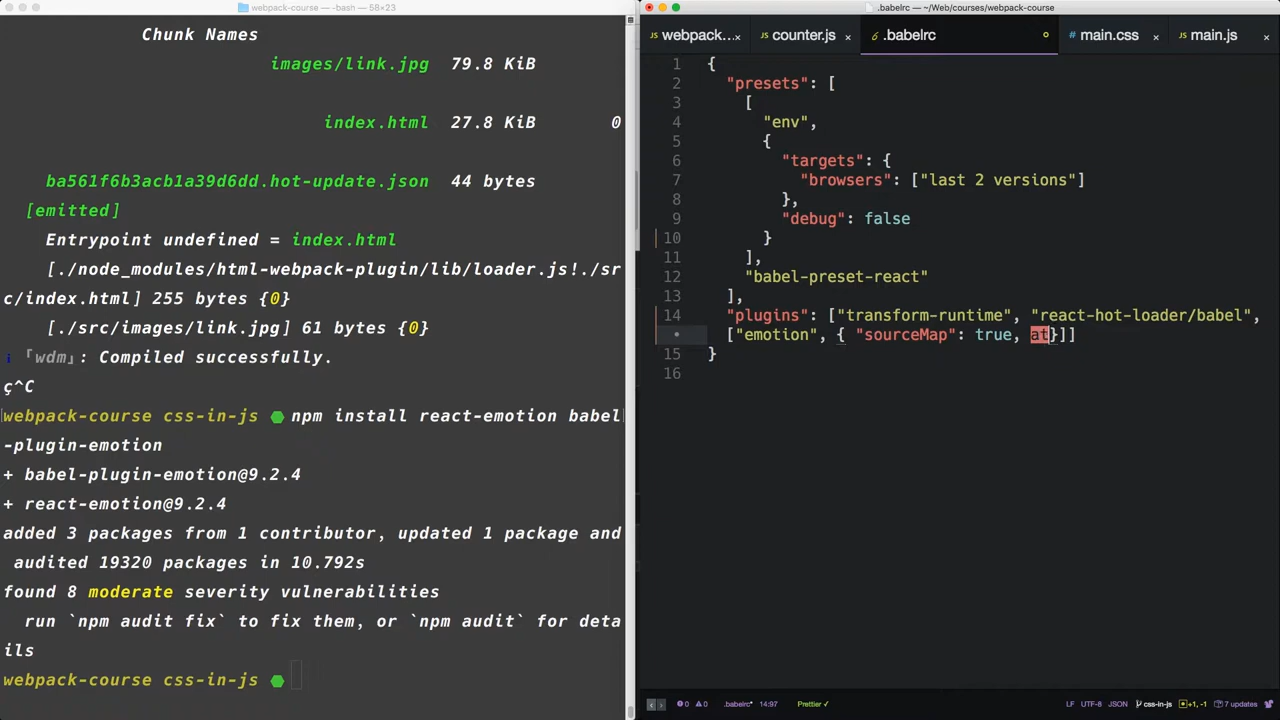 webpack-course — -bash — 58×23
Chunk Names
images/link.jpg 79.8 KiB
index.html 27.8 KiB 0
ba561f6b3acb1a39d6dd.hot-update.json 44 bytes
[emitted]
Entrypoint undefined = index.html
[./node_modules/html-webpack-plugin/lib/loader.js!./sr
c/index.html] 255 bytes {0}
[./src/images/link.jpg] 61 bytes {0}
i 「wdm」: Compiled successfully.
ç^C
webpack-course css-in-js npm install react-emotion babel
-plugin-emotion
+ babel-plugin-emotion@9.2.4
+ react-emotion@9.2.4
added 3 packages from 1 contributor, updated 1 package and
audited 19320 packages in 10.792s
found 8 moderate severity vulnerabilities
run `npm audit fix` to fix them, or `npm audit` for deta
ils
webpack-course css-in-js
.babelrc — ~/Web/courses/webpack-course
webpack... × counter.js × .babelrc main.css × main.js ×
1 {
2 "presets": [
3 [
4 "env",
5 {
6 "targets": {
7 "browsers": ["last 2 versions"]
8 },
9 "debug": false
10 }
11 ],
12 "babel-preset-react"
13 ],
14 "plugins": ["transform-runtime", "react-hot-loader/babel",
• ["emotion", { "sourceMap": true, at}]]
15 }
16
0 0 .babelrc* 14:97 Prettier ✓ LF UTF-8 JSON css-in-js +1, -1 7 updates